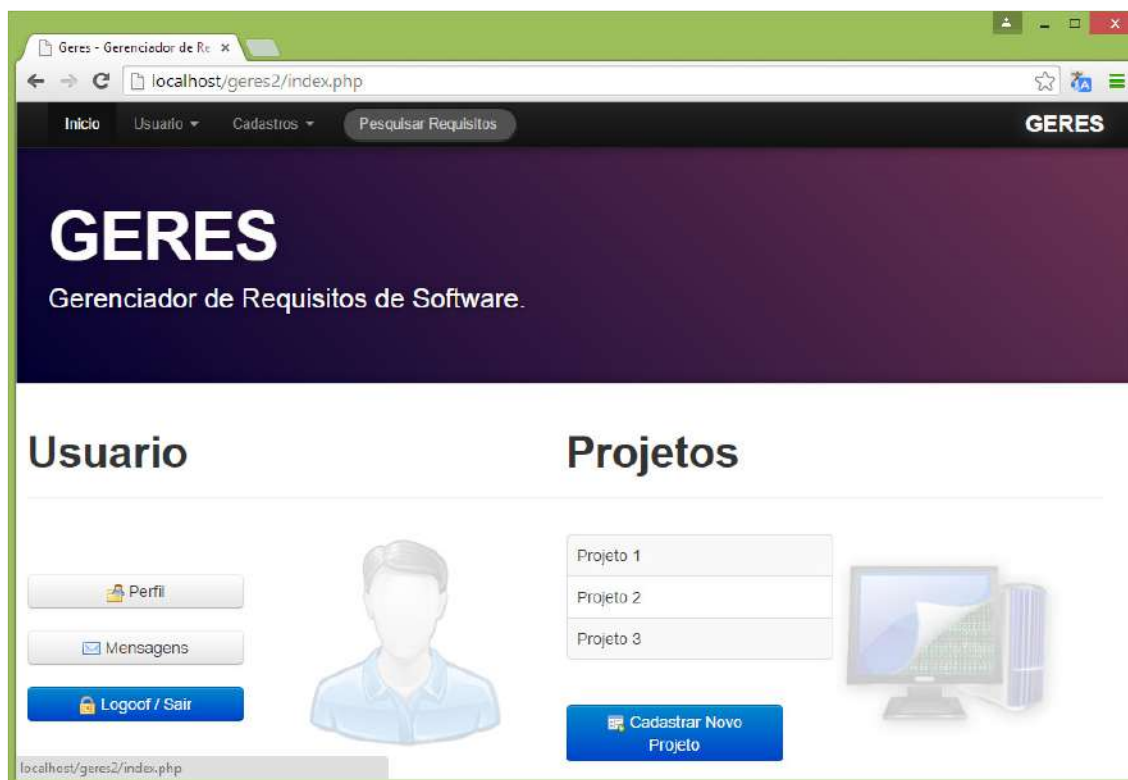 Geres - Gerenciador de Re
localhost/geres2/index.php
Inicio Usuario Cadastros Pesquisar Requisitos GERES
GERES
Gerenciador de Requisitos de Software.
Usuario
Projetos
Perfil
Mensagens
Logoof / Sair
Projeto 1
Projeto 2
Projeto 3
Cadastrar Novo
Projeto
localhost/geres2/index.php